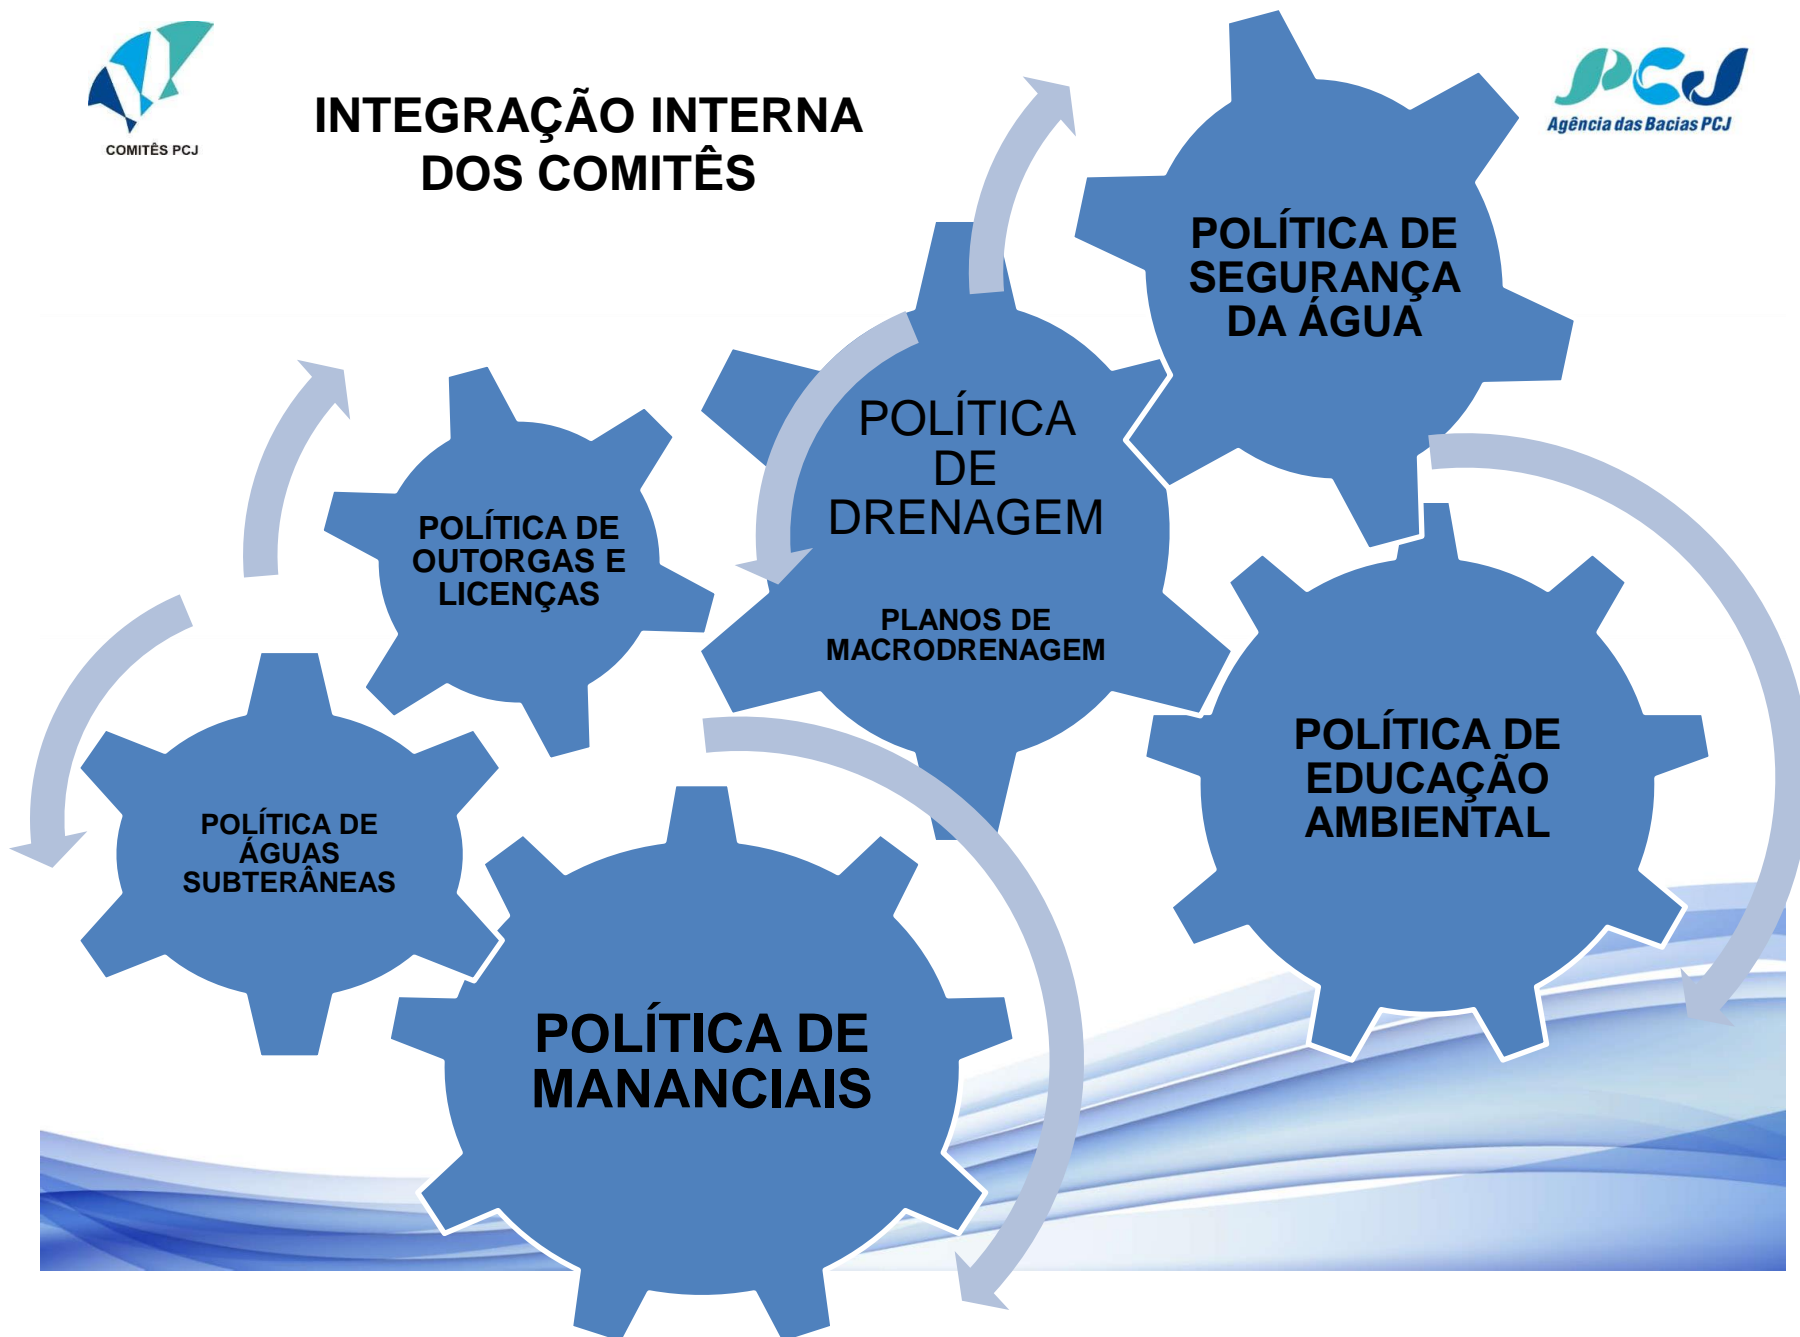 COMITÊS PCJ
INTEGRAÇÃO INTERNA
DOS COMITÊS
PCJ
Agência das Bacias PCJ
POLÍTICA DE
SEGURANÇA
DA ÁGUA
POLÍTICA
DE
DRENAGEM
PLANOS DE
MACRODRENAGEM
POLÍTICA DE
OUTORGAS E
LICENÇAS
POLÍTICA DE
EDUCAÇÃO
AMBIENTAL
POLÍTICA DE
ÁGUAS
SUBTERÂNEAS
POLÍTICA DE
MANANCIAIS